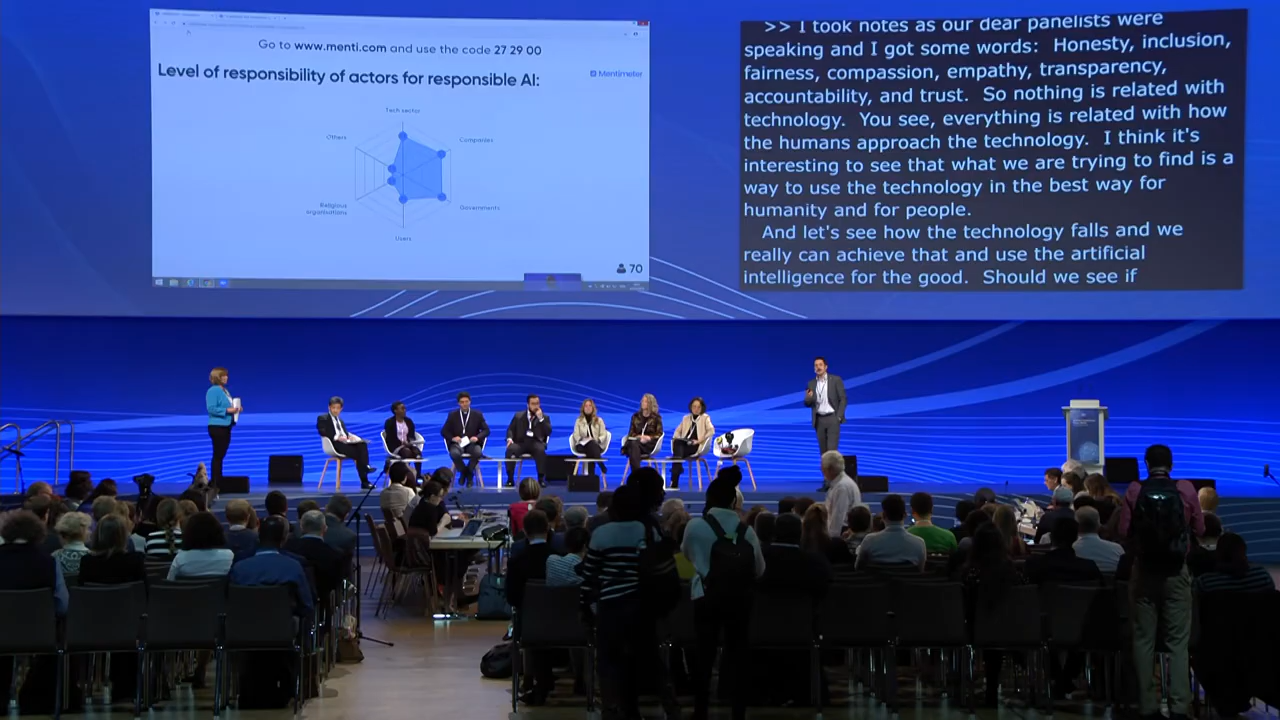 Go to www.menti.com and use the code 27 29 00
Level of responsibility of actors for responsible AI:
Mentimeter
Tech sector
Others
Companies
Religious
organisations
Governments
Users
70
>> I took notes as our dear panelists were
speaking and I got some words: Honesty, inclusion,
fairness, compassion, empathy, transparency,
accountability, and trust. So nothing is related with
technology. You see, everything is related with how
the humans approach the technology. I think it's
interesting to see that what we are trying to find is a
way to use the technology in the best way for
humanity and for people.
And let's see how the technology falls and we
really can achieve that and use the artificial
intelligence for the good. Should we see if